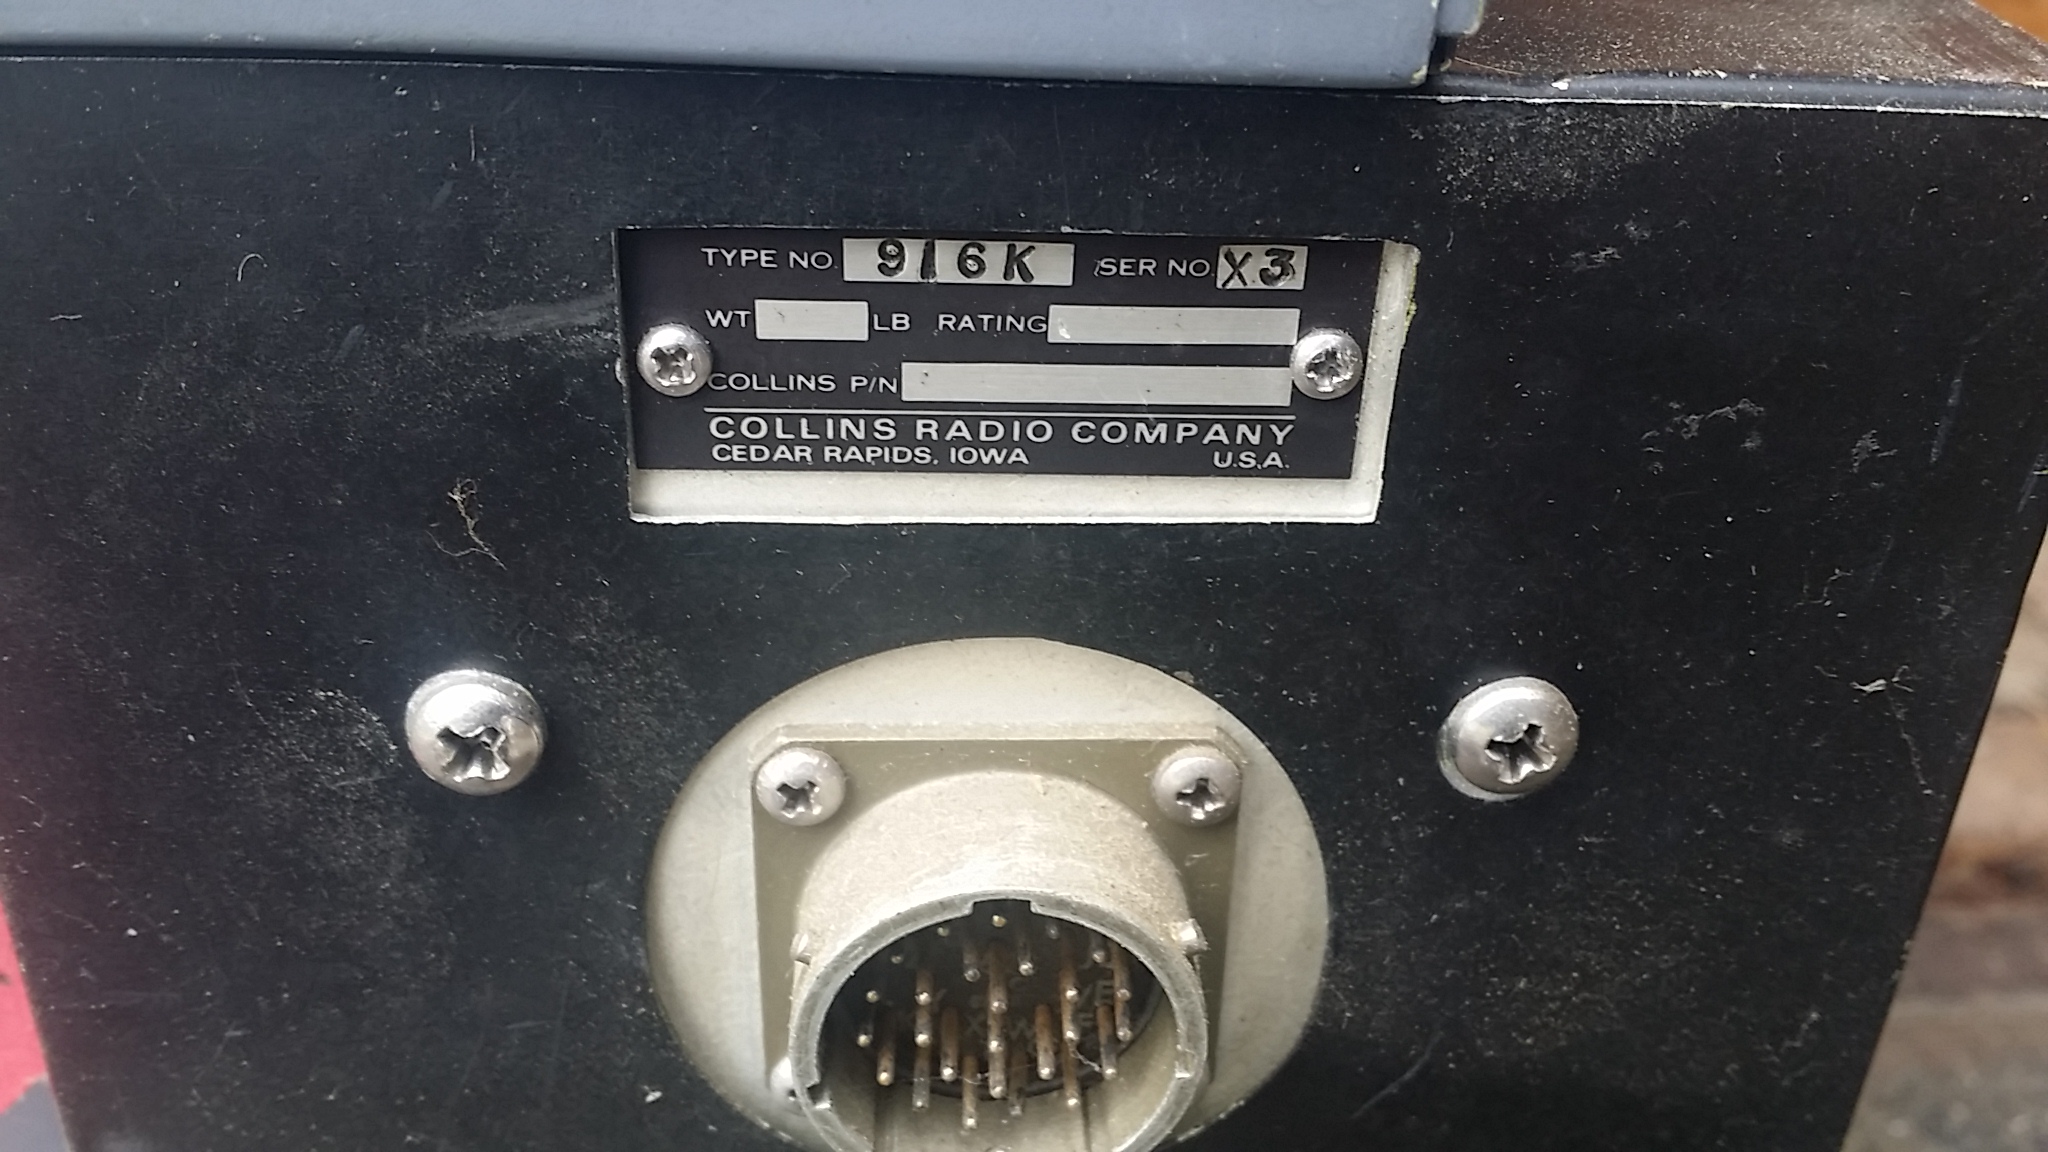 TYPE NO. 916K SER NO. X3
WT LB RATING
COLLINS P/N
COLLINS RADIO COMPANY
CEDAR RAPIDS, IOWA U.S.A.